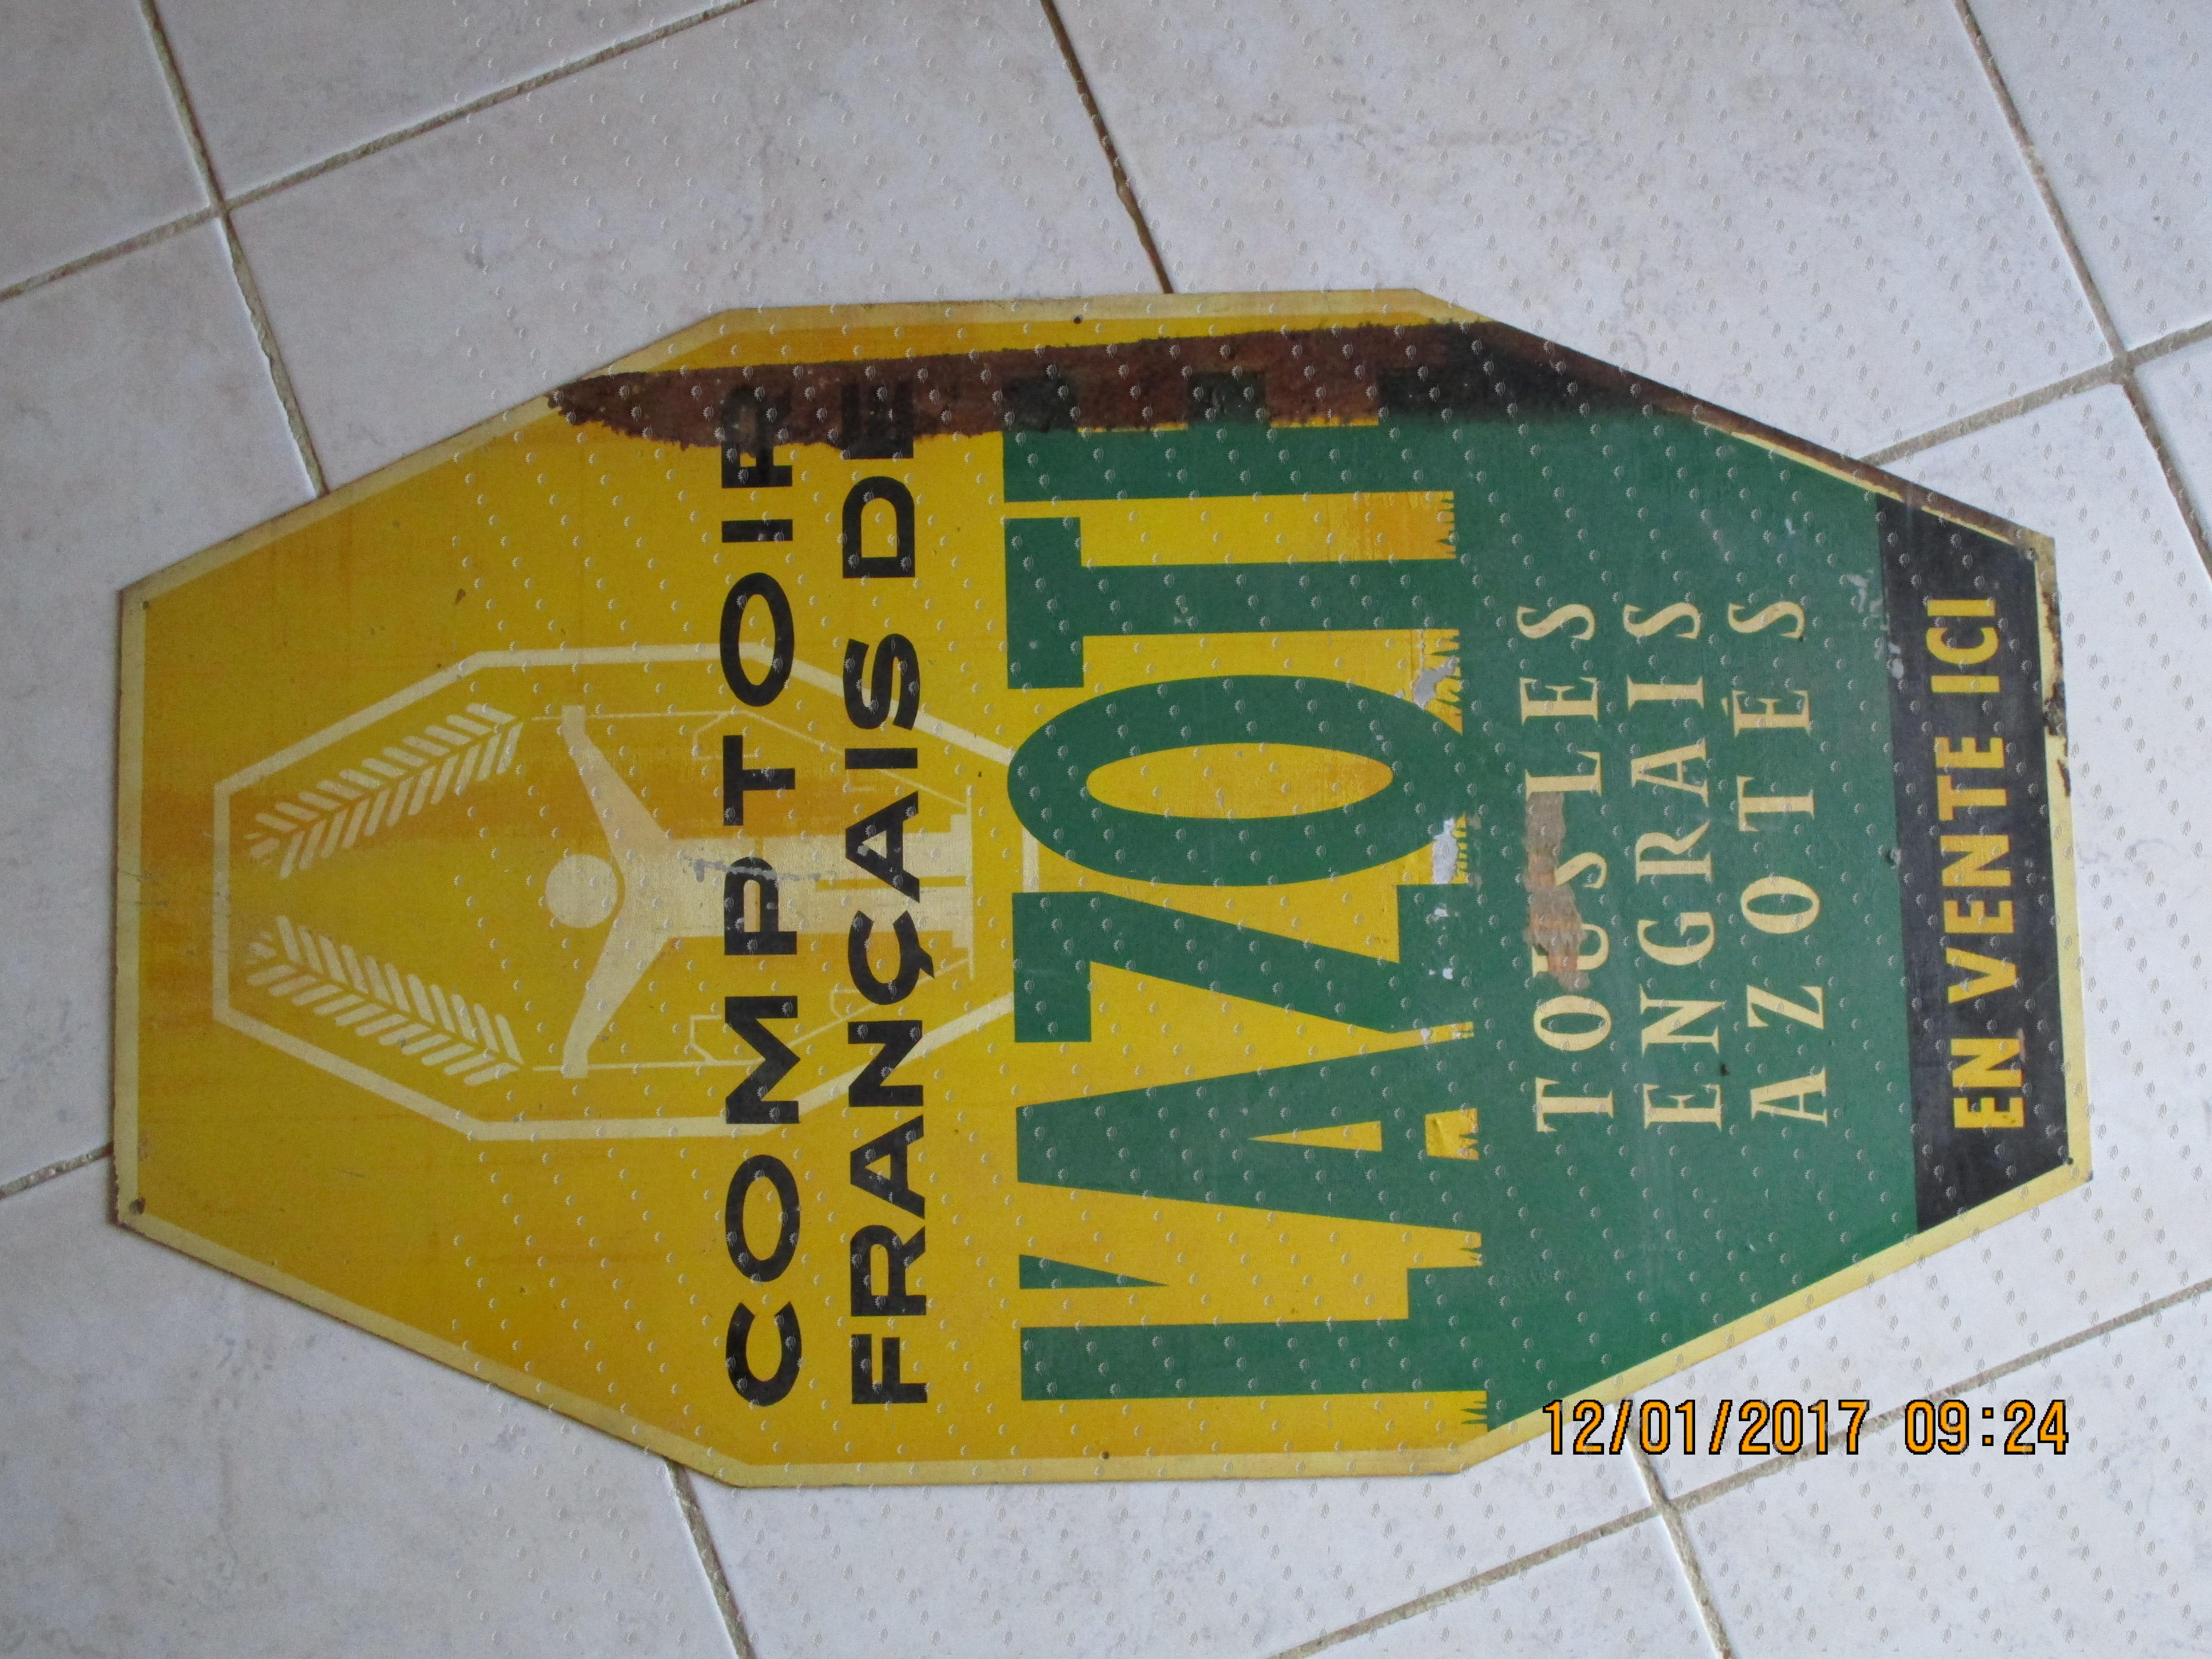 COMPTOIR
FRANÇAIS DE
L'AZOTE
TOUS LES
ENGRAIS
AZOTÉS
EN VENTE ICI
12/01/2017 09:24